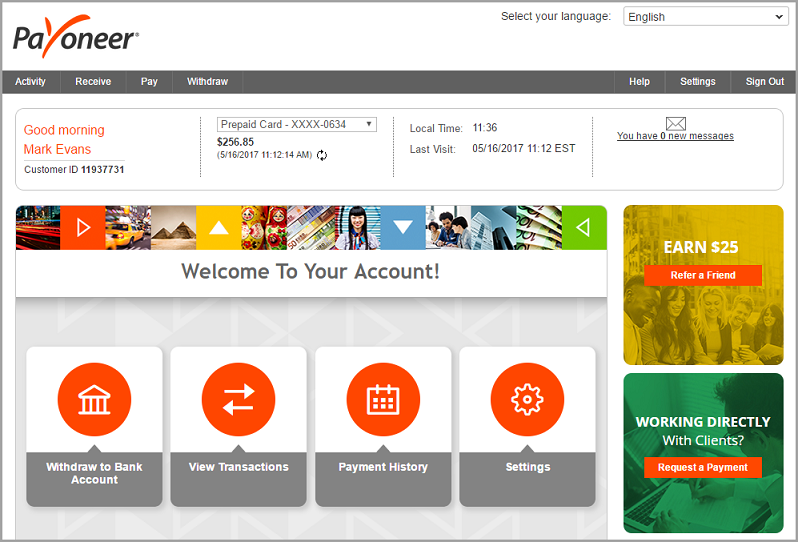 Select your language: English
Payoneer®
Activity Receive Pay Withdraw Help Settings Sign Out
Good morning
Mark Evans
Customer ID 11937731
Prepaid Card - XXXX-0634
$256.85
(5/16/2017 11:12:14 AM)
Local Time: 11:36
Last Visit: 05/16/2017 11:12 EST
You have 0 new messages
Welcome To Your Account!
Withdraw to Bank
Account
View Transactions
Payment History
Settings
EARN $25
Refer a Friend
WORKING DIRECTLY
With Clients?
Request a Payment